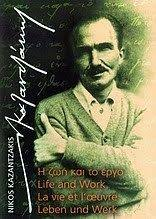 NIKOS KAZANTZAKIS
Η ζωή και το έργο
Life and Work
La vie et l'œuvre
Leben und Werk